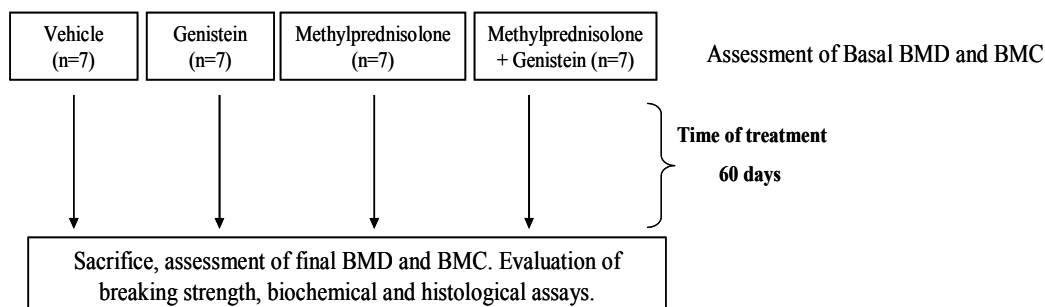 Vehicle
(n=7)
Genistein
(n=7)
Methylprednisolone
(n=7)
Methylprednisolone
+ Genistein (n=7)
Assessment of Basal BMD and BMC
Time of treatment
60 days
Sacrifice, assessment of final BMD and BMC. Evaluation of
breaking strength, biochemical and histological assays.